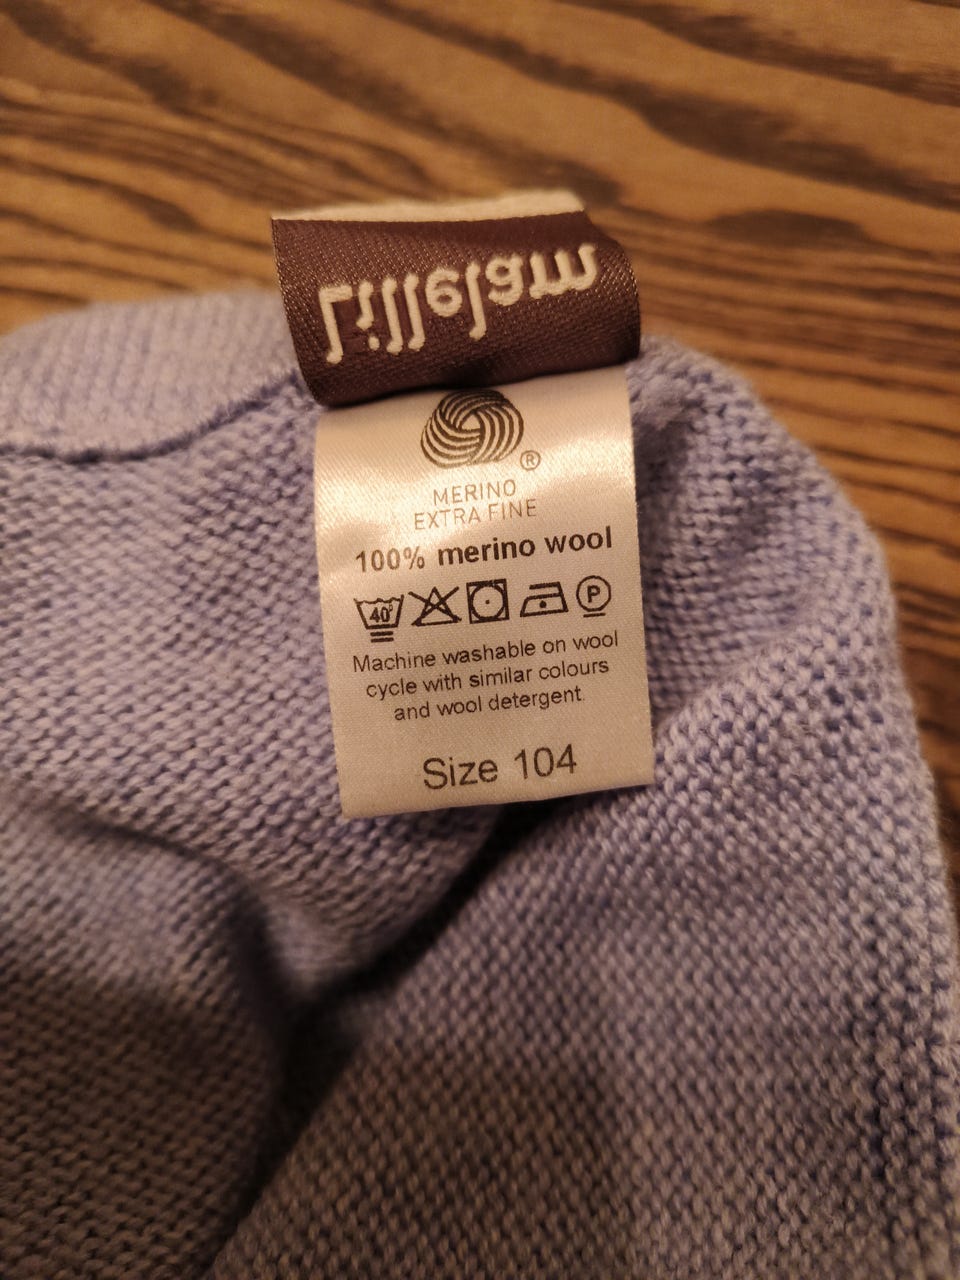 Lillelam
®
MERINO
EXTRA FINE
100% merino wool
40° P
Machine washable on wool
cycle with similar colours
and wool detergent.
Size 104